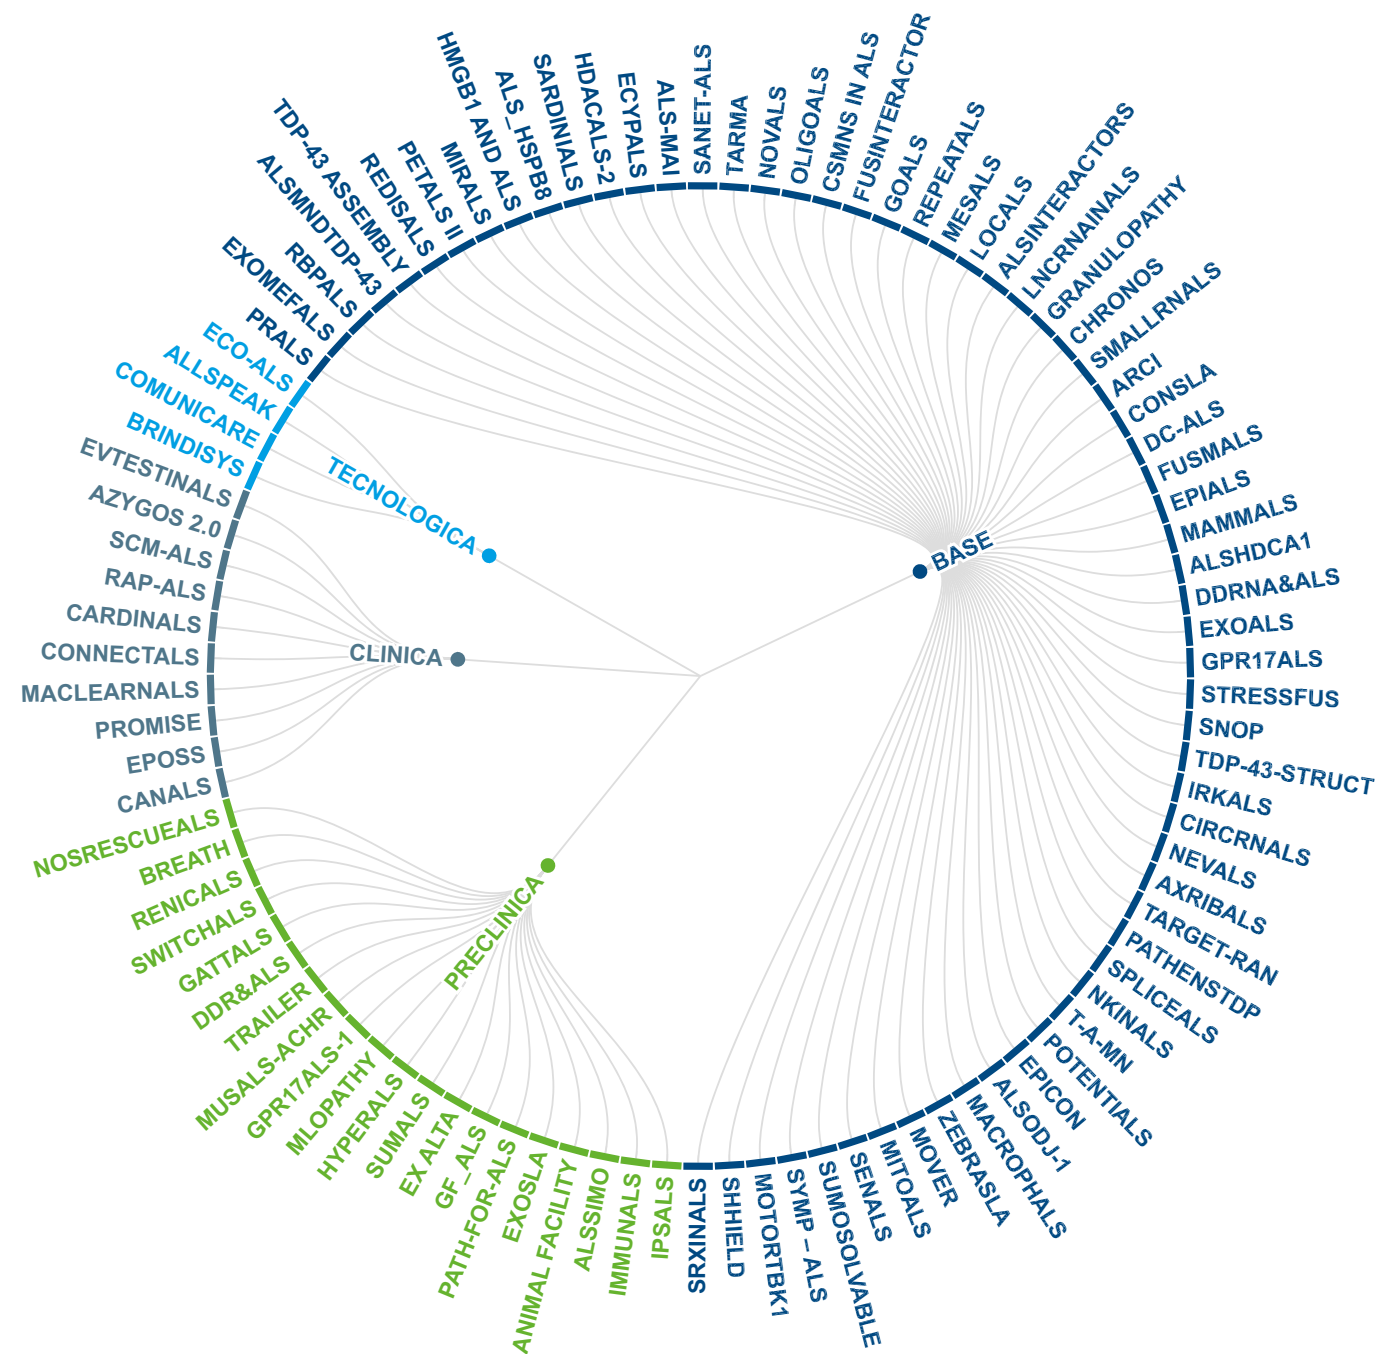 PRALS
EXOMEFALS
RBPALS
ALSMNDTDP-43
TDP-43 ASSEMBLY
REDISALS
PETALS II
MIRALS
HMGB1 AND ALS
ALS_HSPB8
SARDINIALS
HDACALS-2
ECYPALS
ALS-MAI
SANET-ALS
TARMA
NOVALS
OLIGOALS
CSMNS IN ALS
FUSINTERACTOR
GOALS
REPEATALS
MESALS
LOCALS
ALSINTERACTORS
LNCRNAINALS
GRANULOPATHY
CHRONOS
SMALLRNALS
ARCI
CONSLA
DC-ALS
FUSMALS
EPIALS
MAMMALS
ALSHDCA1
DDRNA&ALS
EXOALS
GPR17ALS
STRESSFUS
SNOP
TDP-43-STRUCT
IRKALS
CIRCRNALS
NEVALS
AXRIBALS
TARGET-RAN
PATHENSTDP
SPLICEALS
NKINALS
T-A-MN
POTENTIALS
EPICON
ALSODJ-1
MACROPHALS
ZEBRASLA
MOVER
MITOALS
SENALS
SUMOSOLVABLE
SYMP – ALS
MOTORTBK1
SHHIELD
SRXINALS
IPSALS
IMMUNALS
ALSSIMO
ANIMAL FACILITY
EXOSLA
PATH-FOR-ALS
GF_ALS
EX ALTA
SUMALS
HYPERALS
MLOPATHY
GPR17ALS-1
MUSALS-ACHR
TRAILER
DDR&ALS
GATTALS
SWITCHALS
RENICALS
BREATH
NOSRESCUEALS
CANALS
EPOSS
PROMISE
MACLEARNALS
CONNECTALS
CARDINALS
RAP-ALS
SCM-ALS
AZYGOS 2.0
EVTESTINALS
BRINDISYS
COMUNICARE
ALLSPEAK
ECO-ALS
TECNOLOGICA
BASE
CLINICA
PRECLINICA